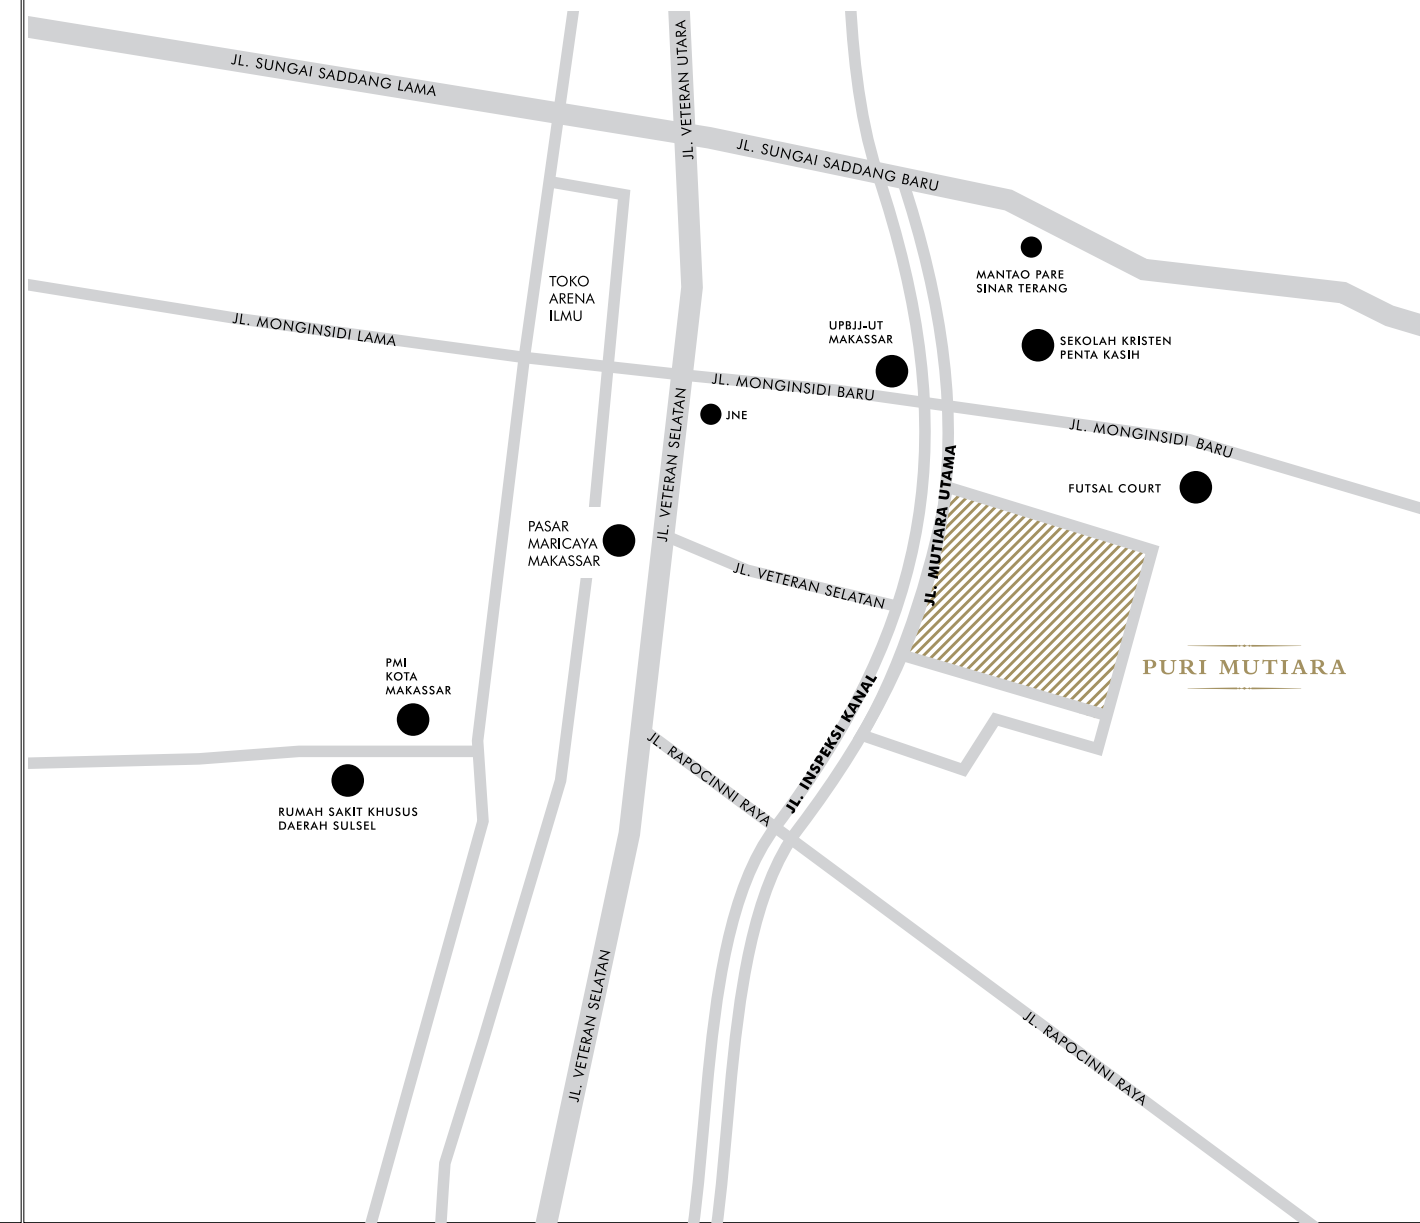 JL. VETERAN UTARA
JL. SUNGAI SADDANG LAMA
JL. SUNGAI SADDANG BARU
MANTAO PARE
SINAR TERANG
TOKO
ARENA
ILMU
JL. MONGINSIDI LAMA
UPBJJ-UT
MAKASSAR
SEKOLAH KRISTEN
PENTA KASIH
JL. MONGINSIDI BARU
JNE
JL. MONGINSIDI BARU
JL. VETERAN SELATAN
JL. MUTIARA UTAMA
FUTSAL COURT
PASAR
MARICAYA
MAKASSAR
JL. VETERAN SELATAN
PURI MUTIARA
PMI
KOTA
MAKASSAR
JL. INSPEKSI KANAL
JL. RAPOCINNI RAYA
RUMAH SAKIT KHUSUS
DAERAH SULSEL
JL. VETERAN SELATAN
JL. RAPOCINNI RAYA